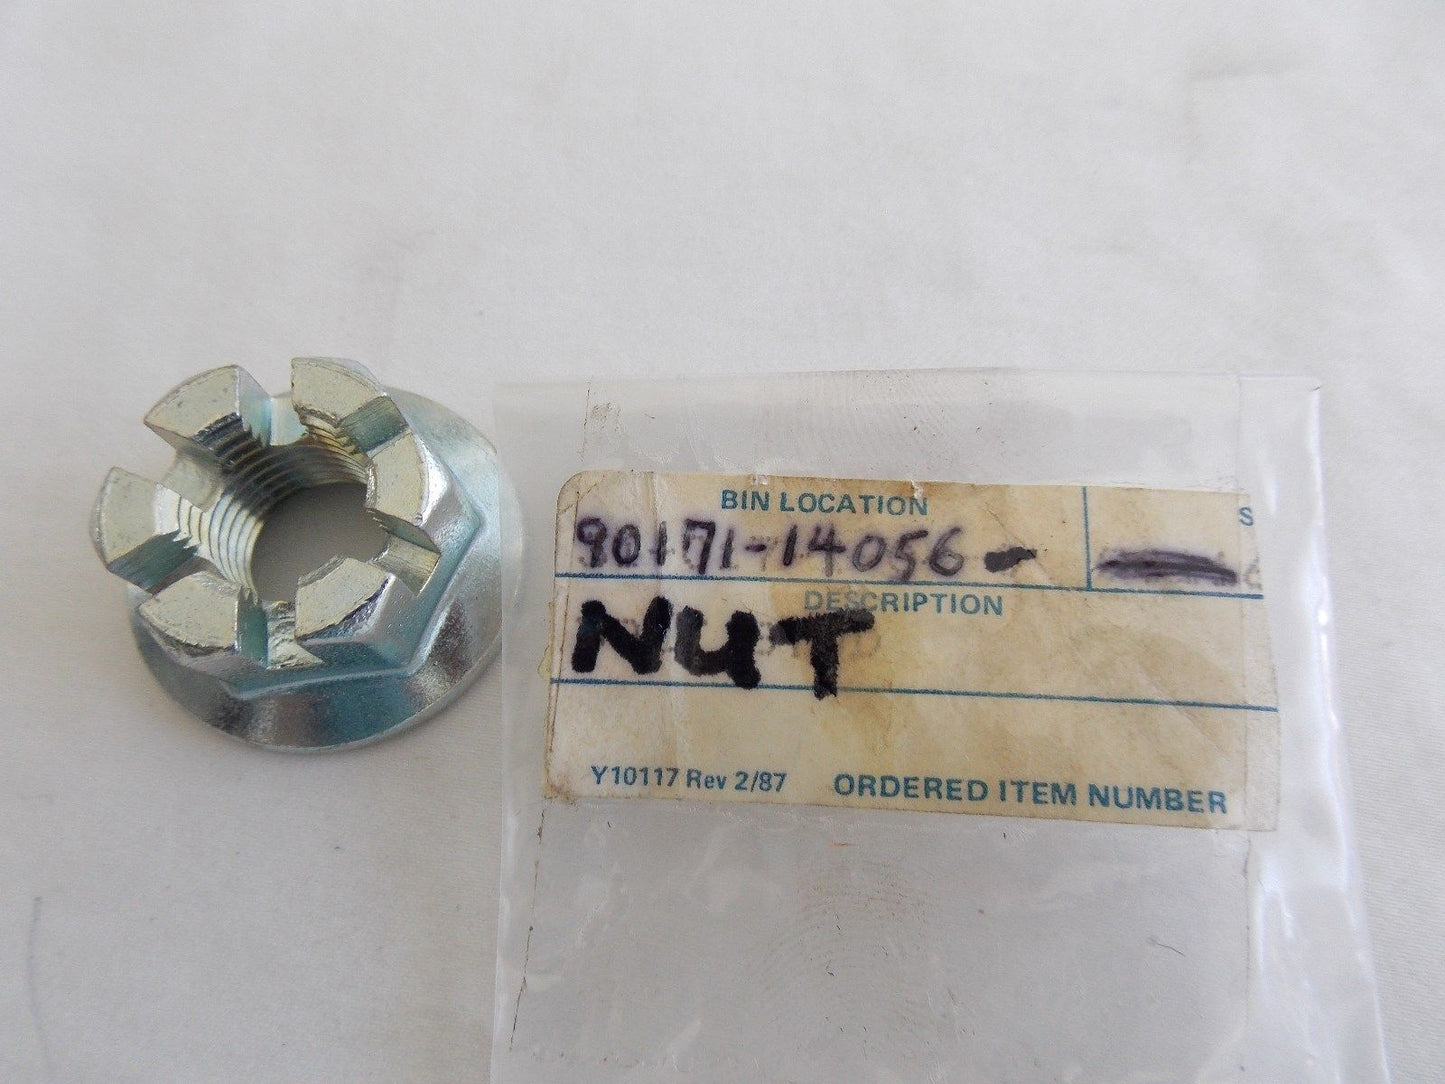 BIN LOCATION
S
90171-14056-
DESCRIPTION
NUT
Y10117 Rev 2/87 ORDERED ITEM NUMBER